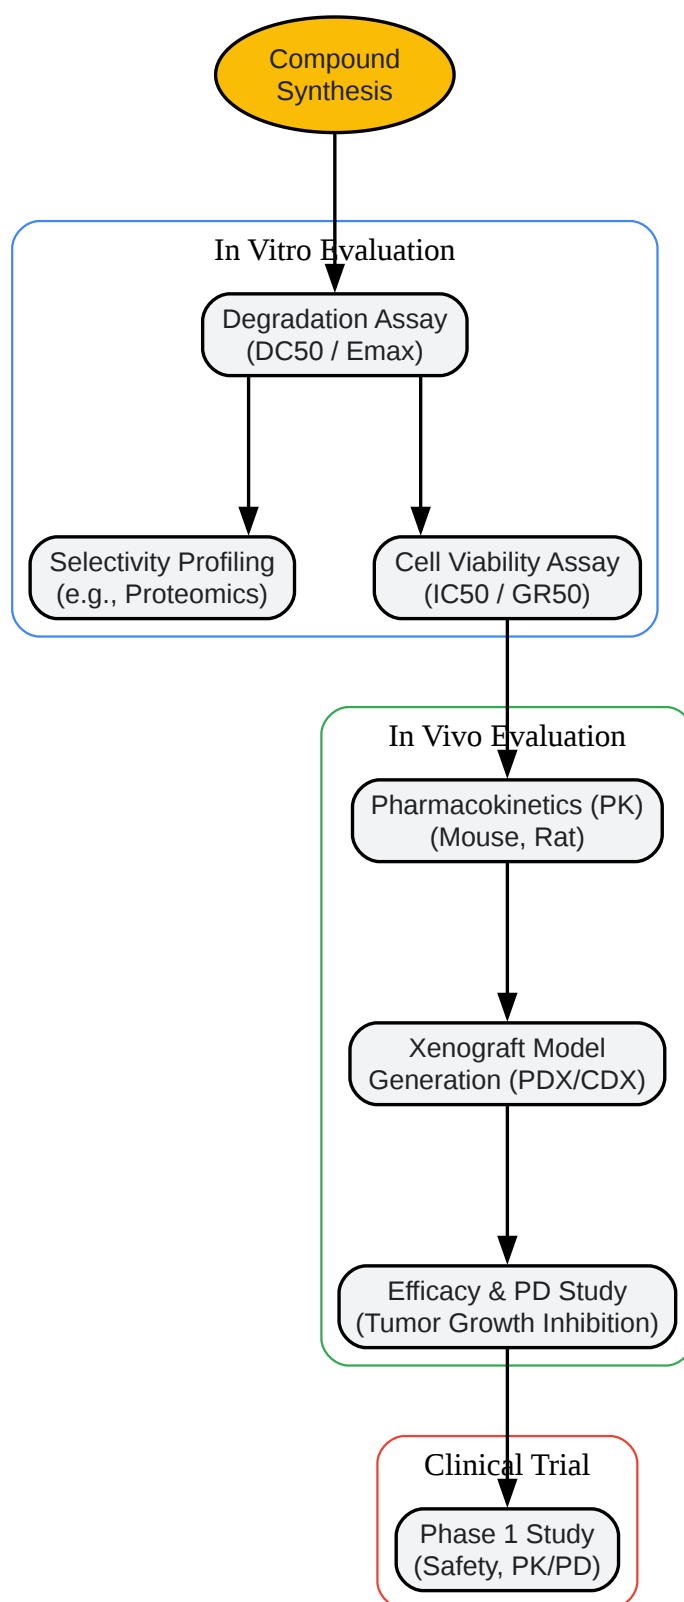 Compound
Synthesis
In Vitro Evaluation
Degradation Assay
(DC50 / Emax)
Selectivity Profiling
(e.g., Proteomics)
Cell Viability Assay
(IC50 / GR50)
In Vivo Evaluation
Pharmacokinetics (PK)
(Mouse, Rat)
Xenograft Model
Generation (PDX/CDX)
Efficacy & PD Study
(Tumor Growth Inhibition)
Clinical Trial
Phase 1 Study
(Safety, PK/PD)